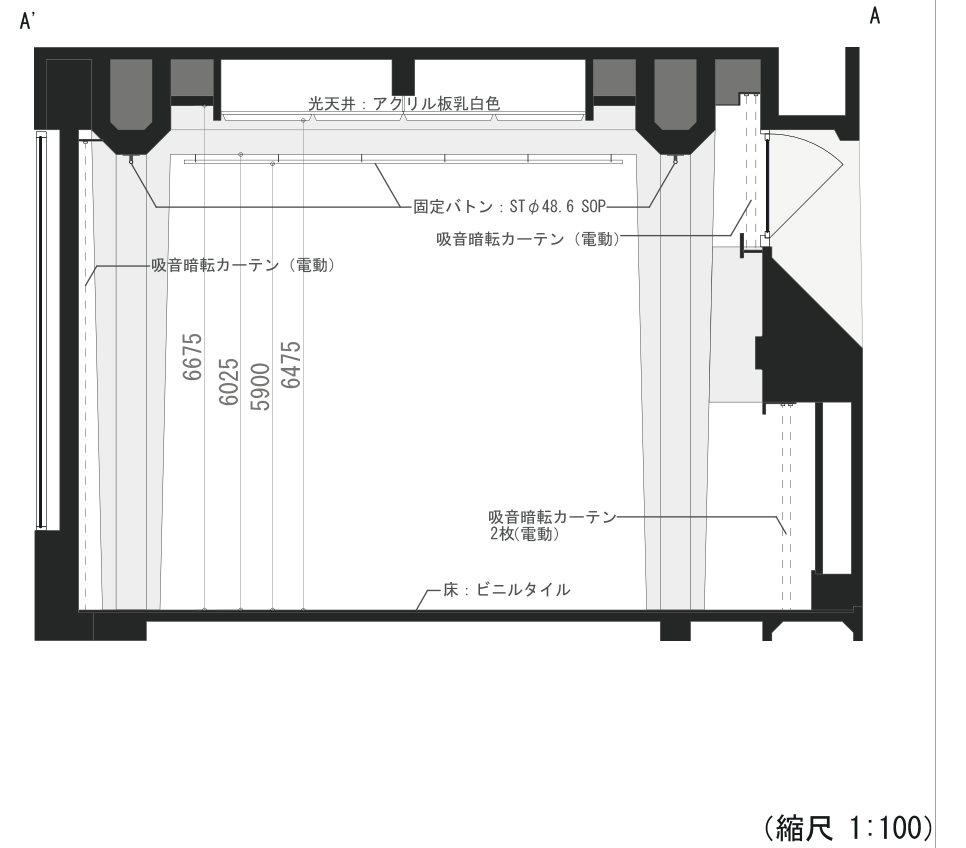 A'
A
光天井：アクリル板乳白色
固定バトン：STφ48.6 SOP
吸音暗転カーテン（電動）
吸音暗転カーテン（電動）
6675
6025
5900
6475
吸音暗転カーテン
2枚(電動)
床：ビニルタイル
(縮尺 1:100)